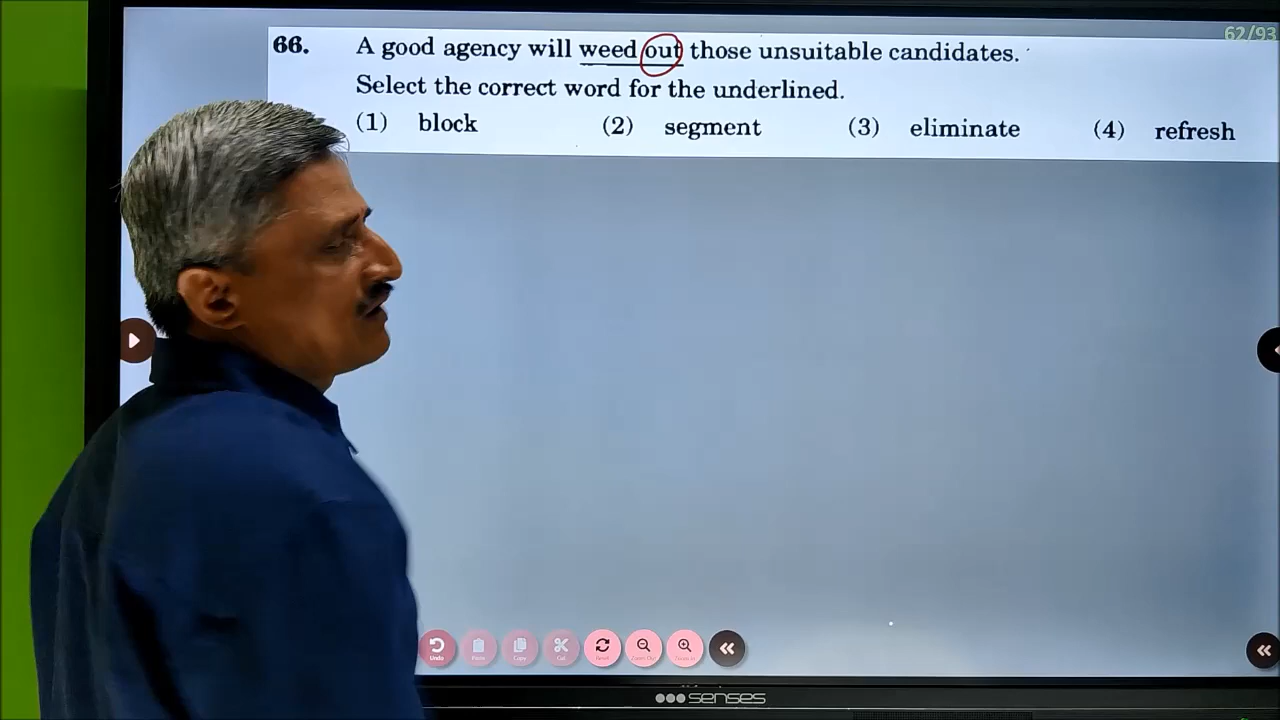 62/93
66. A good agency will weed out those unsuitable candidates.
Select the correct word for the underlined.
(1) block (2) segment (3) eliminate (4) refresh
Undo
senses